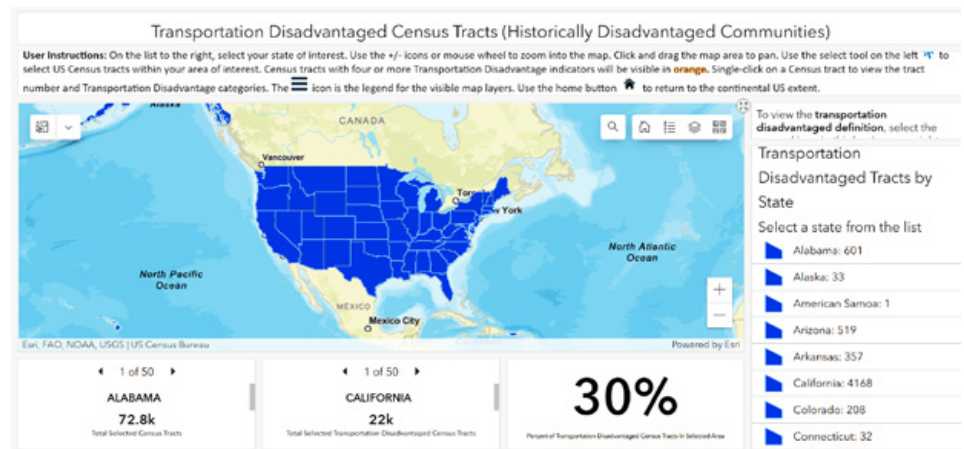 Transportation Disadvantaged Census Tracts (Historically Disadvantaged Communities)
User Instructions: On the list to the right, select your state of interest. Use the +/- icons or mouse wheel to zoom into the map. Click and drag the map area to pan. Use the select tool on the left to
select US Census tracts within your area of interest. Census tracts with four or more Transportation Disadvantage indicators will be visible in orange. Single-click on a Census tract to view the tract
number and Transportation Disadvantage categories. The icon is the legend for the visible map layers. Use the home button to return to the continental US extent.
To view the transportation
disadvantaged definition, select the
Alaska
CANADA
Vancouver
York
North Pacific
Ocean
North Atlantic
Ocean
MÉXICO
Mexico City
+
−
Esri, FAO, NOAA, USGS | US Census Bureau
Powered by Esri
Transportation
Disadvantaged Tracts by
State
Select a state from the list
Alabama: 601
Alaska: 33
American Samoa: 1
Arizona: 519
Arkansas: 357
California: 4168
Colorado: 208
Connecticut: 32
1 of 50
ALABAMA
72.8k
Total Selected Census Tracts
1 of 50
CALIFORNIA
22k
Total Selected Transportation Disadvantaged Census Tracts
30%
Percent of Transportation Disadvantaged Census Tracts in Selected Area